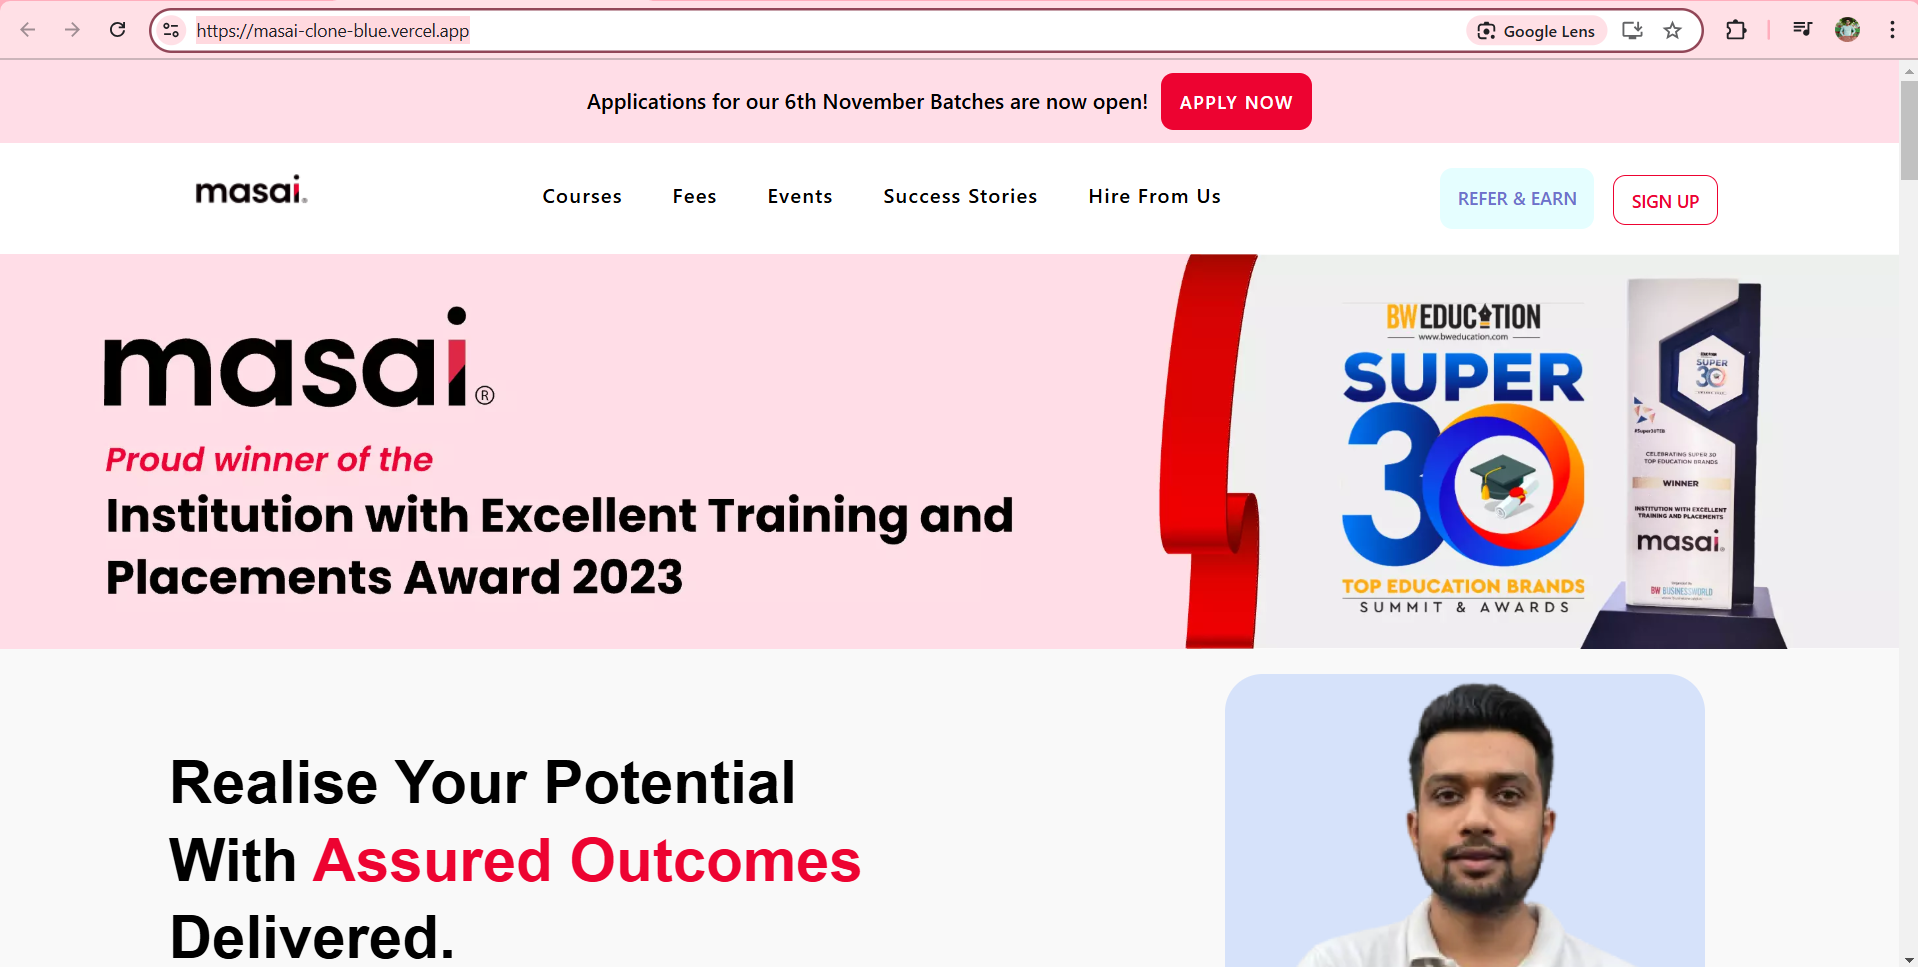 https://masai-clone-blue.vercel.app
Google Lens
Applications for our 6th November Batches are now open!
APPLY NOW
masai.
Courses
Fees
Events
Success Stories
Hire From Us
REFER & EARN
SIGN UP
masai®
Proud winner of the
Institution with Excellent Training and
Placements Award 2023
BW EDUCATION
www.bweducation.com
SUPER
30
TOP EDUCATION BRANDS
SUMMIT & AWARDS
SUPER
30
#Super30TEB
CELEBRATING SUPER 30
TOP EDUCATION BRANDS
WINNER
INSTITUTION WITH EXCELLENT
TRAINING AND PLACEMENTS
masai.
BW BUSINESSWORLD
Realise Your Potential
With Assured Outcomes
Delivered.